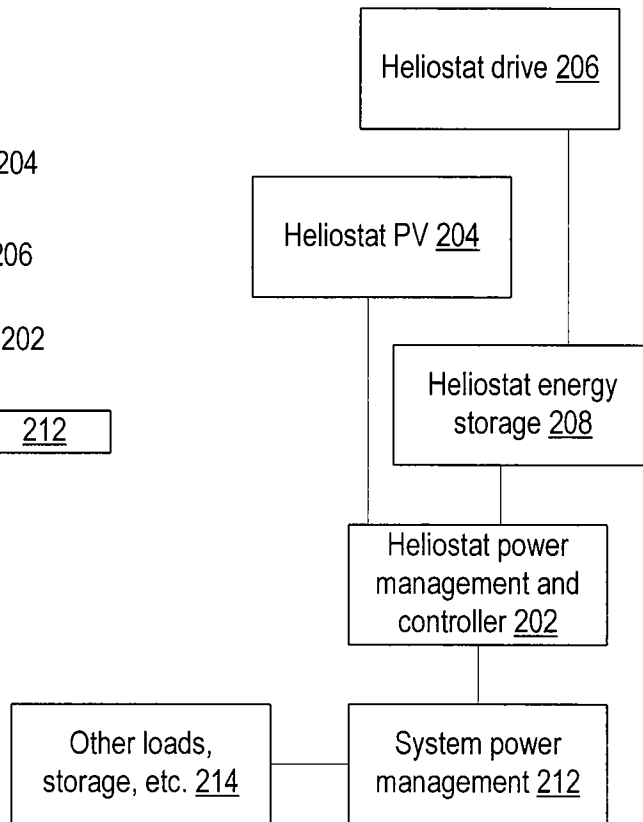 Heliostat drive 206
204
Heliostat PV 204
206
202
Heliostat energy
storage 208
212
Heliostat power
management and
controller 202
Other loads,
storage, etc. 214
System power
management 212